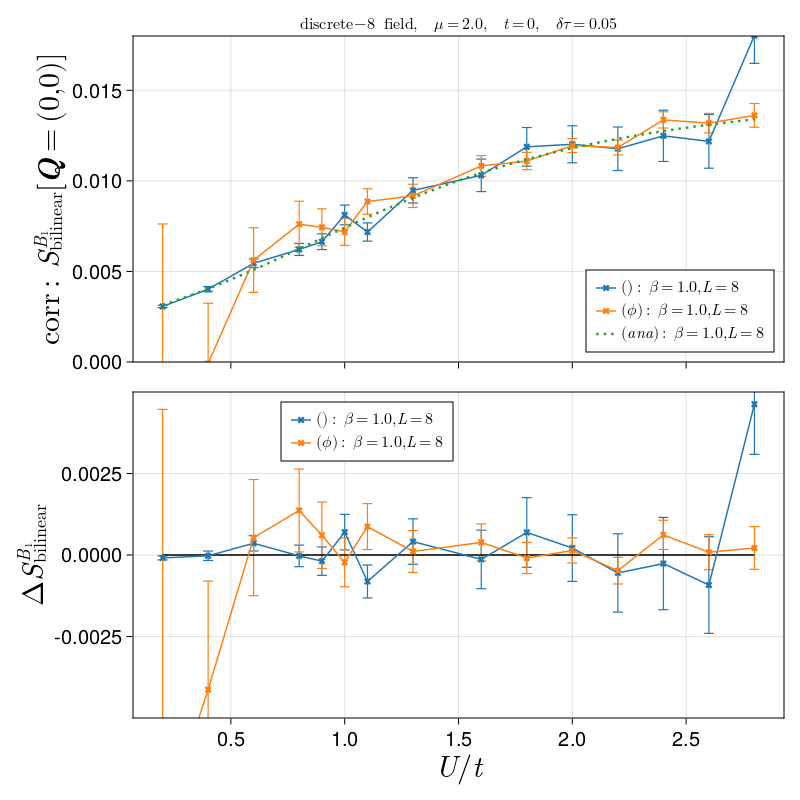 discrete−8 field, μ = 2.0, t = 0, δτ = 0.05
corr : S^{B_1}_{bilinear}[Q = (0,0)]
0.015
0.010
0.005
0.000
() : β = 1.0, L = 8
(ϕ) : β = 1.0, L = 8
(ana) : β = 1.0, L = 8
ΔS^{B_1}_{bilinear}
() : β = 1.0, L = 8
(ϕ) : β = 1.0, L = 8
0.0025
0.0000
-0.0025
0.5 1.0 1.5 2.0 2.5
U/t